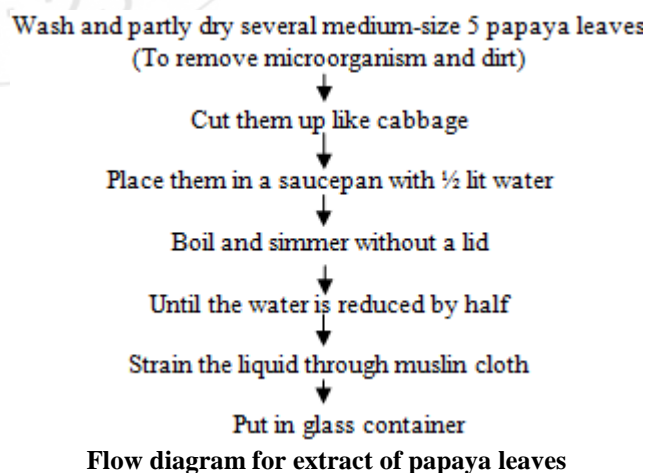 Wash and partly dry several medium-size 5 papaya leaves
(To remove microorganism and dirt)
Cut them up like cabbage
Place them in a saucepan with ½ lit water
Boil and simmer without a lid
Until the water is reduced by half
Strain the liquid through muslin cloth
Put in glass container
Flow diagram for extract of papaya leaves